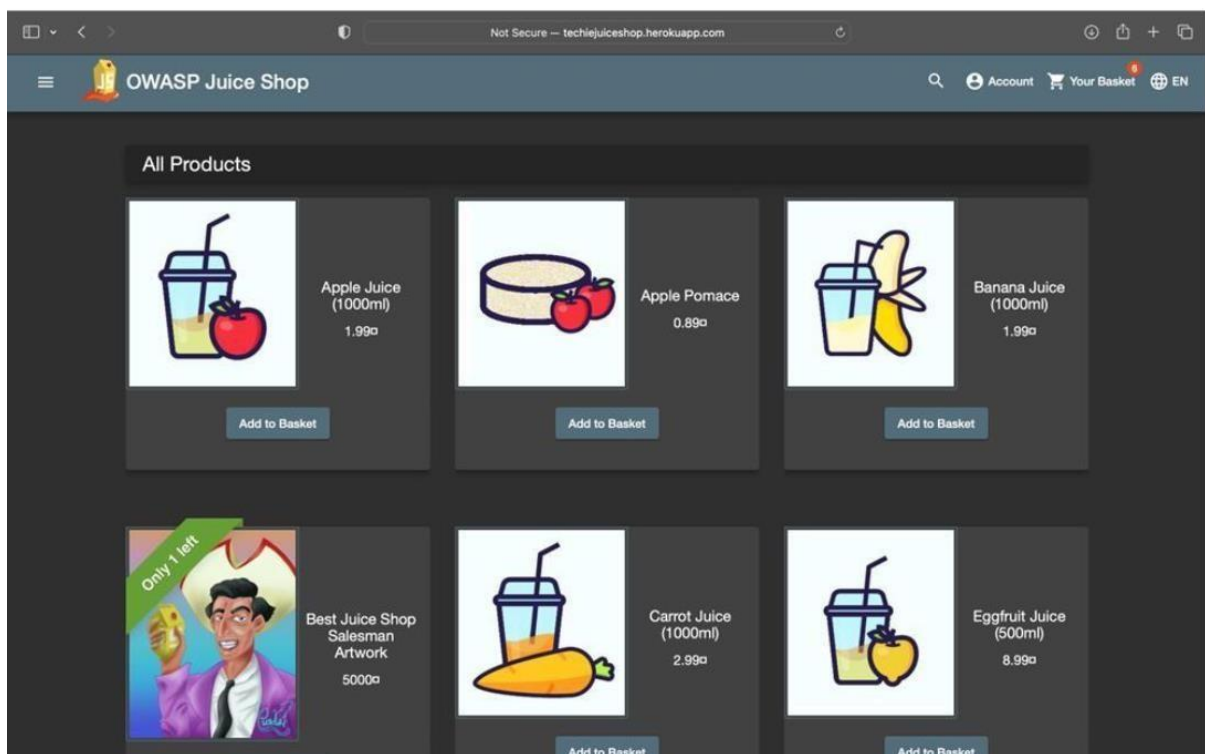 Not Secure — techiejuiceshop.herokuapp.com
OWASP Juice Shop
Account
Your Basket
6
EN
All Products
Apple Juice
(1000ml)
1.99¤
Add to Basket
Apple Pomace
0.89¤
Add to Basket
Banana Juice
(1000ml)
1.99¤
Add to Basket
Only 1 left
Best Juice Shop
Salesman
Artwork
5000¤
Carrot Juice
(1000ml)
2.99¤
Add to Basket
Eggfruit Juice
(500ml)
8.99¤
Add to Basket